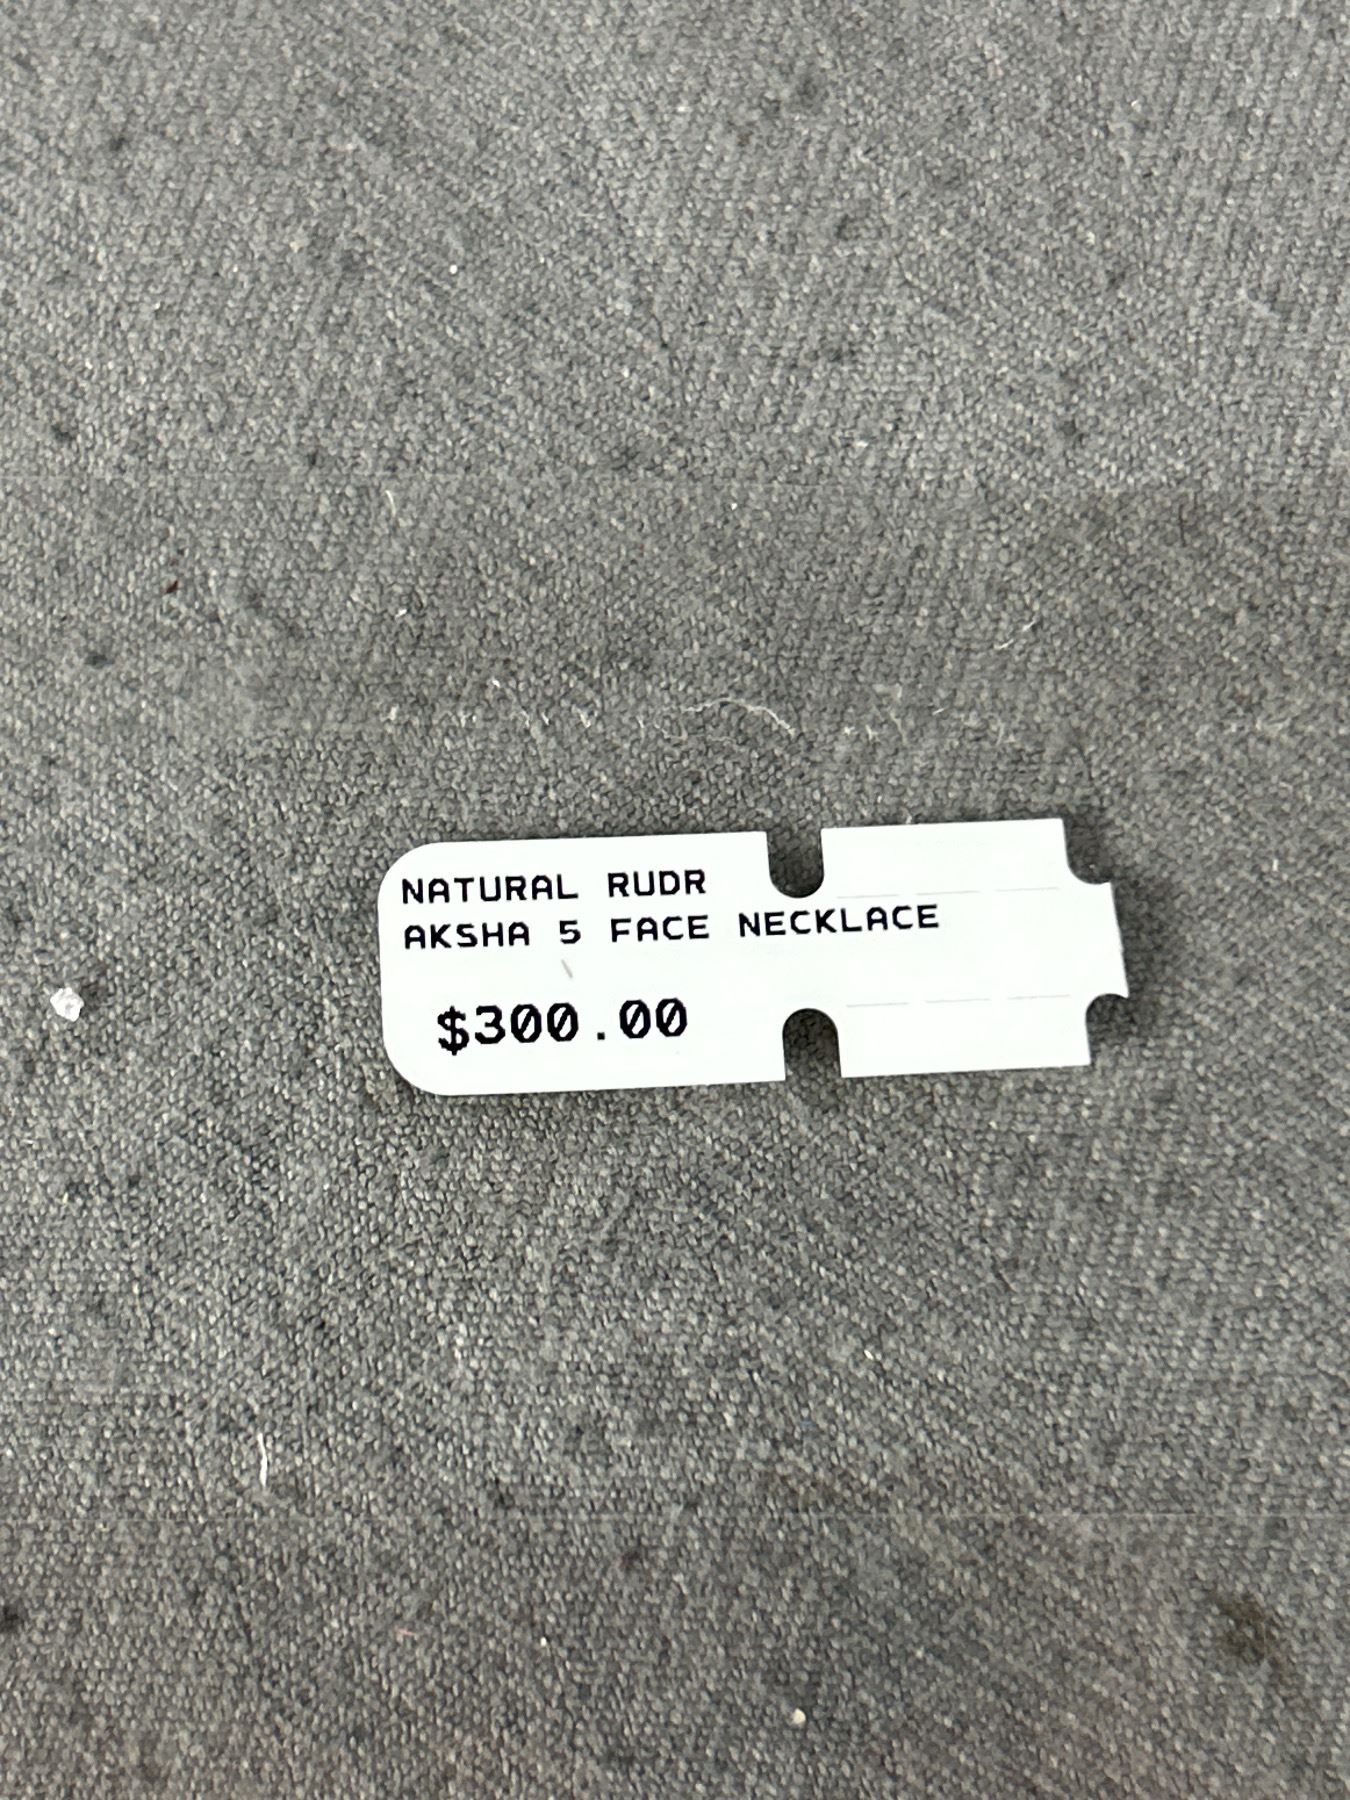 NATURAL RUDR
AKSHA 5 FACE NECKLACE
$300.00